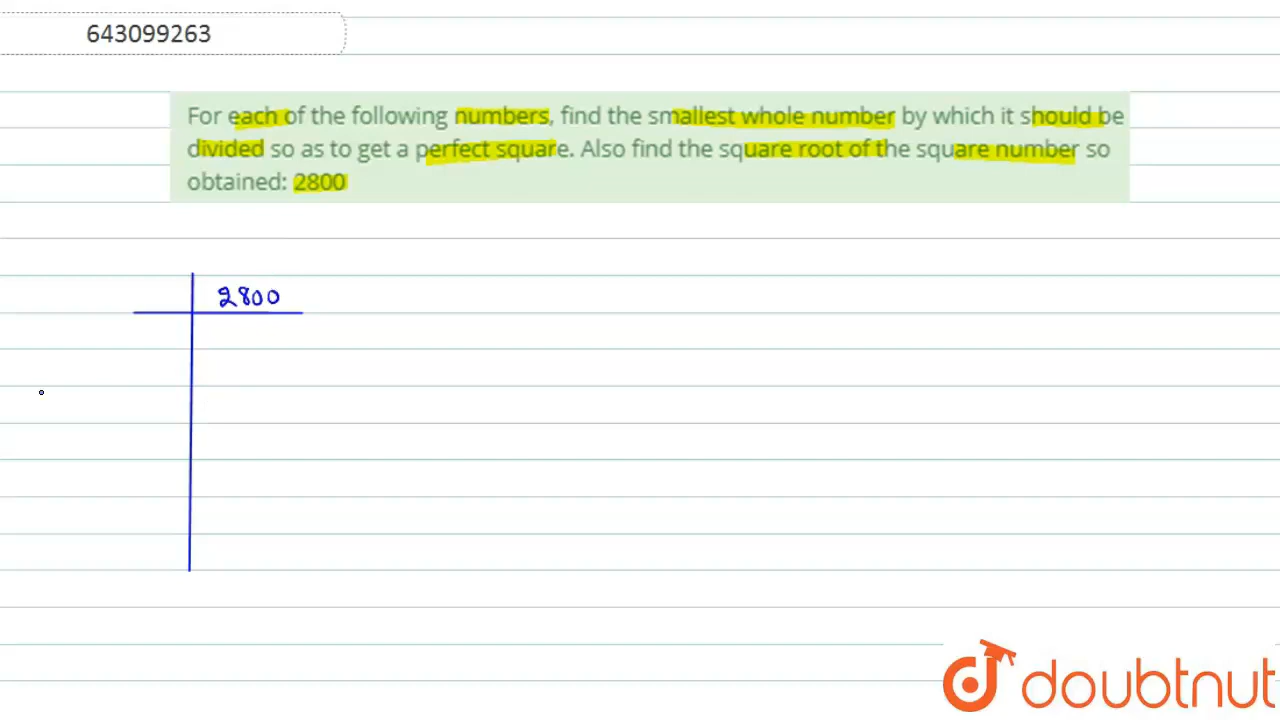 643099263
For each of the following numbers, find the smallest whole number by which it should be
divided so as to get a perfect square. Also find the square root of the square number so
obtained: 2800
2800
doubtnut